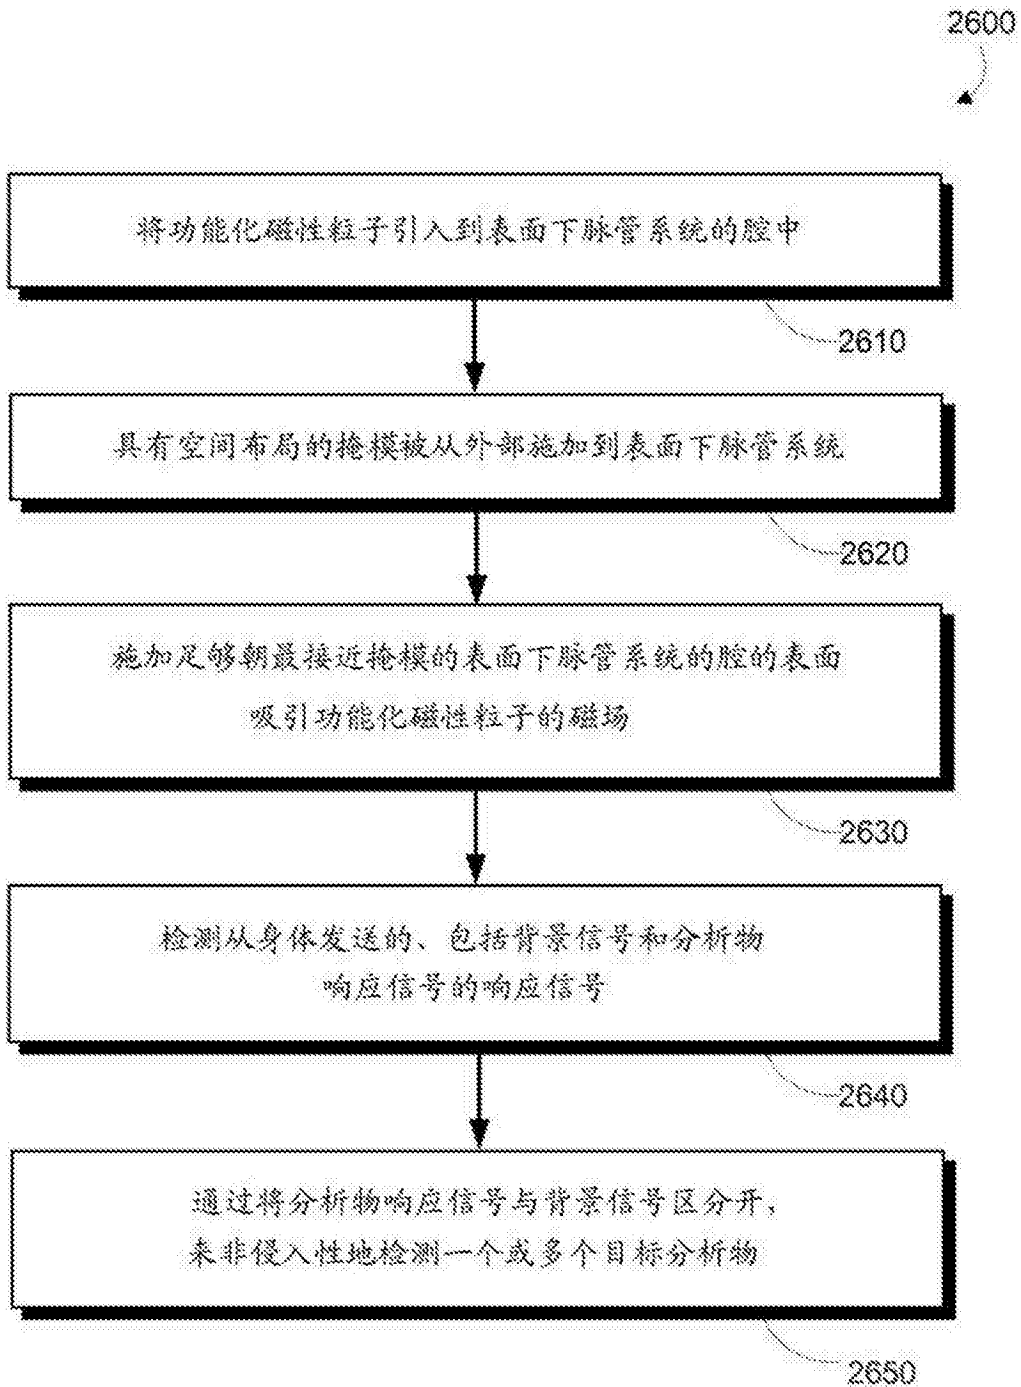 2600
将功能化磁性粒子引入到表面下脉管系统的腔中
2610
具有空间布局的掩模被从外部施加到表面下脉管系统
2620
施加足够朝最接近掩模的表面下脉管系统的腔的表面
吸引功能化磁性粒子的磁场
2630
检测从身体发送的、包括背景信号和分析物
响应信号的响应信号
2640
通过将分析物响应信号与背景信号区分开，
来非侵入性地检测一个或多个目标分析物
2650